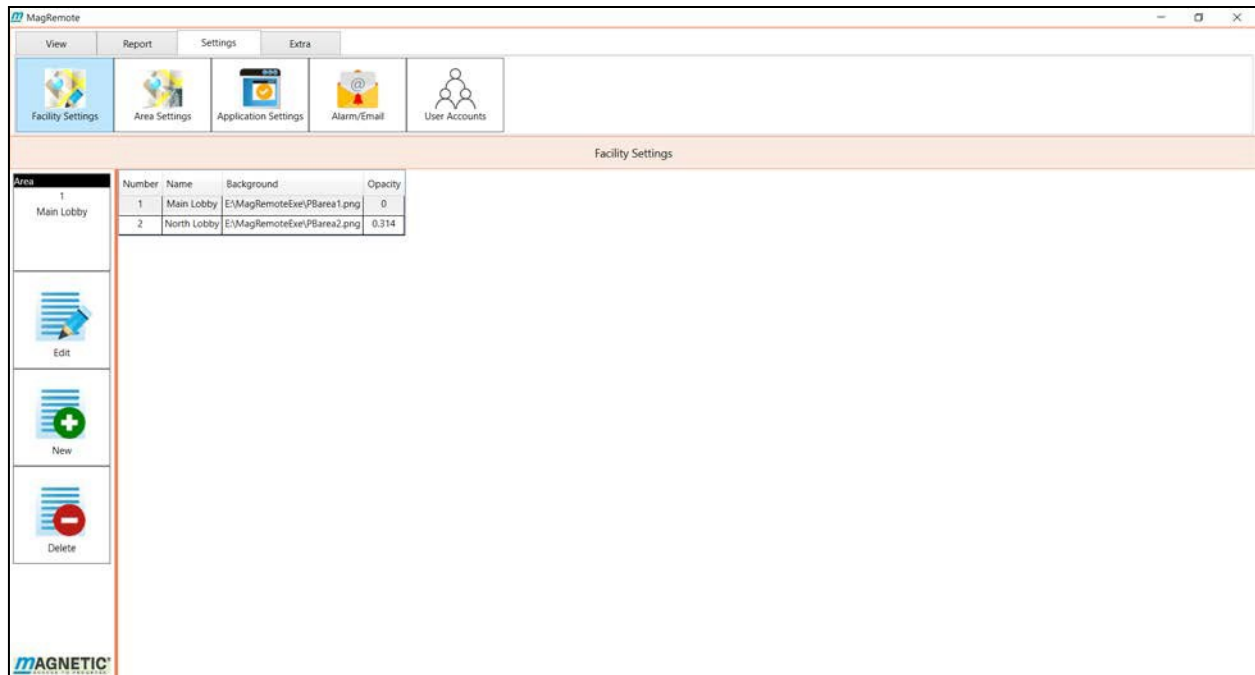 MagRemote
View Report Settings Extra
Facility Settings Area Settings Application Settings Alarm/Email User Accounts
Facility Settings
Area
1
Main Lobby
Number Name Background Opacity
1 Main Lobby E:\MagRemoteExe\PBarea1.png 0
2 North Lobby E:\MagRemoteExe\PBarea2.png 0.314
Edit
New
Delete
MAGNETIC